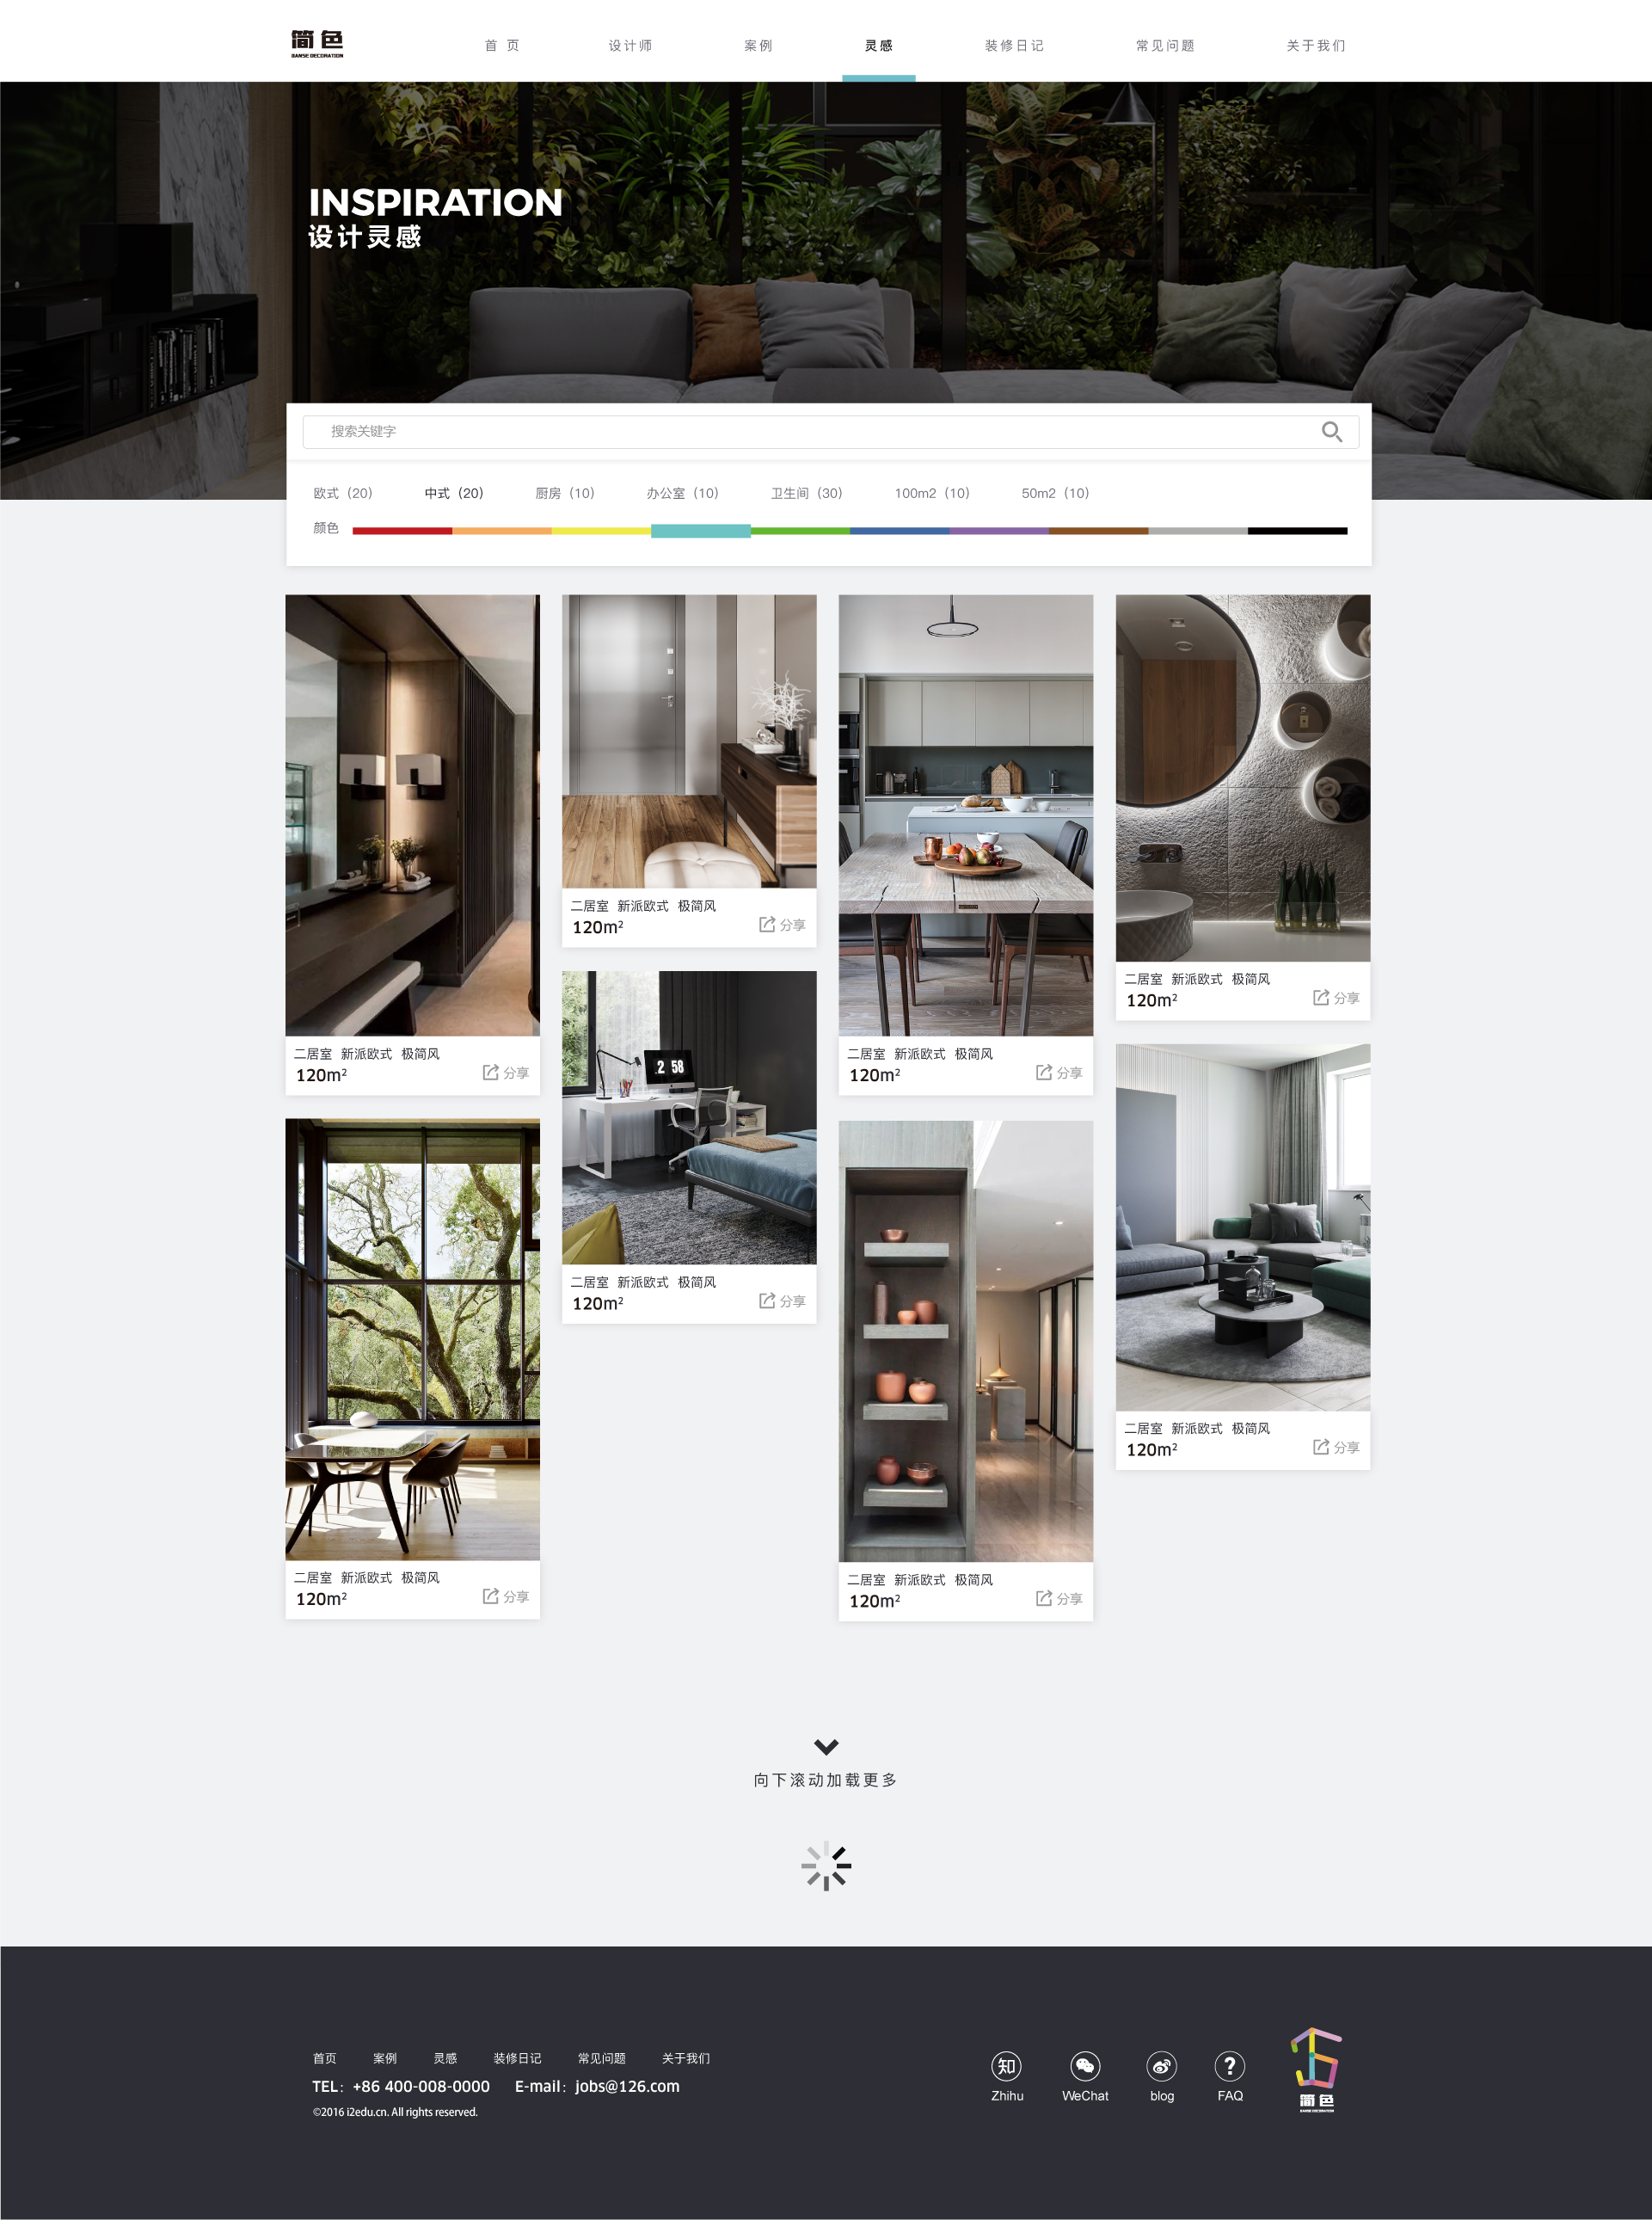 简色
JIANSE DECORATION
首 页 设计师 案例 灵感 装修日记 常见问题 关于我们
INSPIRATION
设计灵感
搜索关键字
欧式（20） 中式（20） 厨房（10） 办公室（10） 卫生间（30） 100m2（10） 50m2（10）
颜色
二居室 新派欧式 极简风
120m²
分享
二居室 新派欧式 极简风
120m²
分享
二居室 新派欧式 极简风
120m²
分享
二居室 新派欧式 极简风
120m²
分享
2 58
二居室 新派欧式 极简风
120m²
分享
二居室 新派欧式 极简风
120m²
分享
二居室 新派欧式 极简风
120m²
分享
二居室 新派欧式 极简风
120m²
分享
向下滚动加载更多
首页 案例 灵感 装修日记 常见问题 关于我们
TEL：+86 400-008-0000 E-mail：jobs@126.com
©2016 i2edu.cn. All rights reserved.
知
Zhihu WeChat blog FAQ
?
简色
JIANSE DECORATION